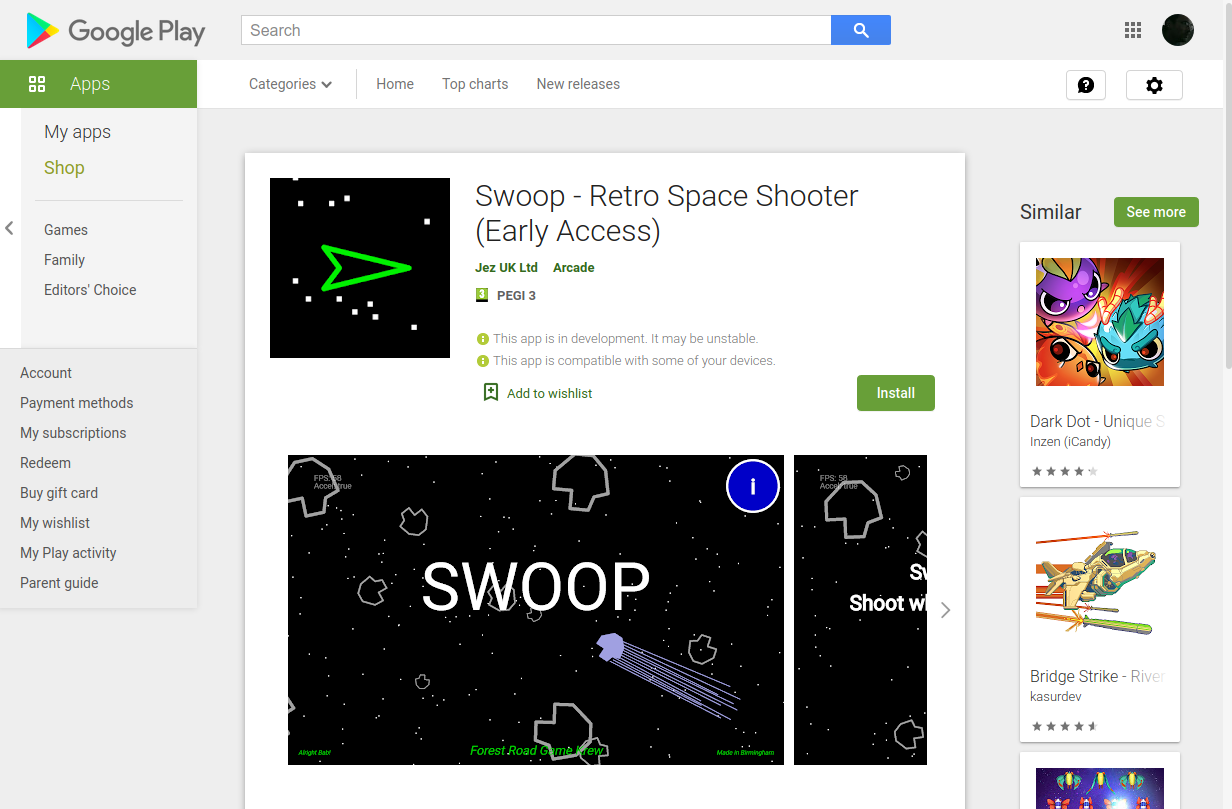 Google Play
Search
Apps
Categories
Home
Top charts
New releases
My apps
Shop
Games
Family
Editors' Choice
Account
Payment methods
My subscriptions
Redeem
Buy gift card
My wishlist
My Play activity
Parent guide
Swoop - Retro Space Shooter
(Early Access)
Jez UK Ltd Arcade
3 PEGI 3
This app is in development. It may be unstable.
This app is compatible with some of your devices.
Add to wishlist
Install
FPS: 58
Accel: true
i
SWOOP
Alright Bab!
Forest Road Game Krew
Made in Birmingham
FPS: 58
Accel: true
Sw
Shoot wh
Similar
See more
Dark Dot - Unique S
Inzen (iCandy)
Bridge Strike - River
kasurdev